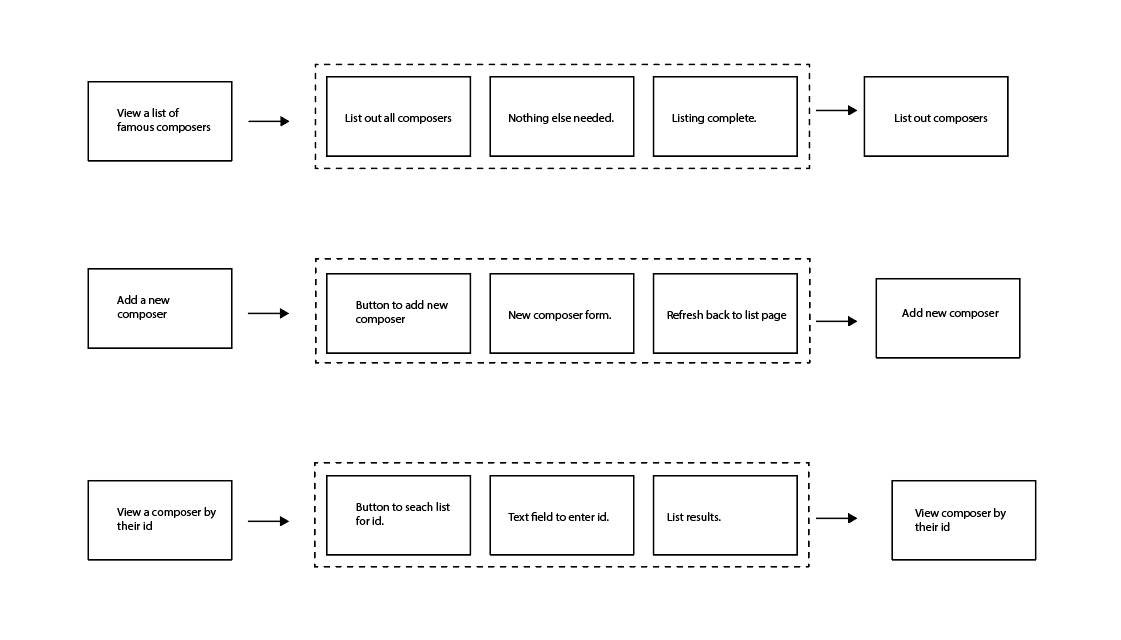 View a list of
famous composers
List out all composers
Nothing else needed.
Listing complete.
List out composers
Add a new
composer
Button to add new
composer
New composer form.
Refresh back to list page
Add new composer
View a composer by
their id
Button to seach list
for id.
Text field to enter id.
List results.
View composer by
their id